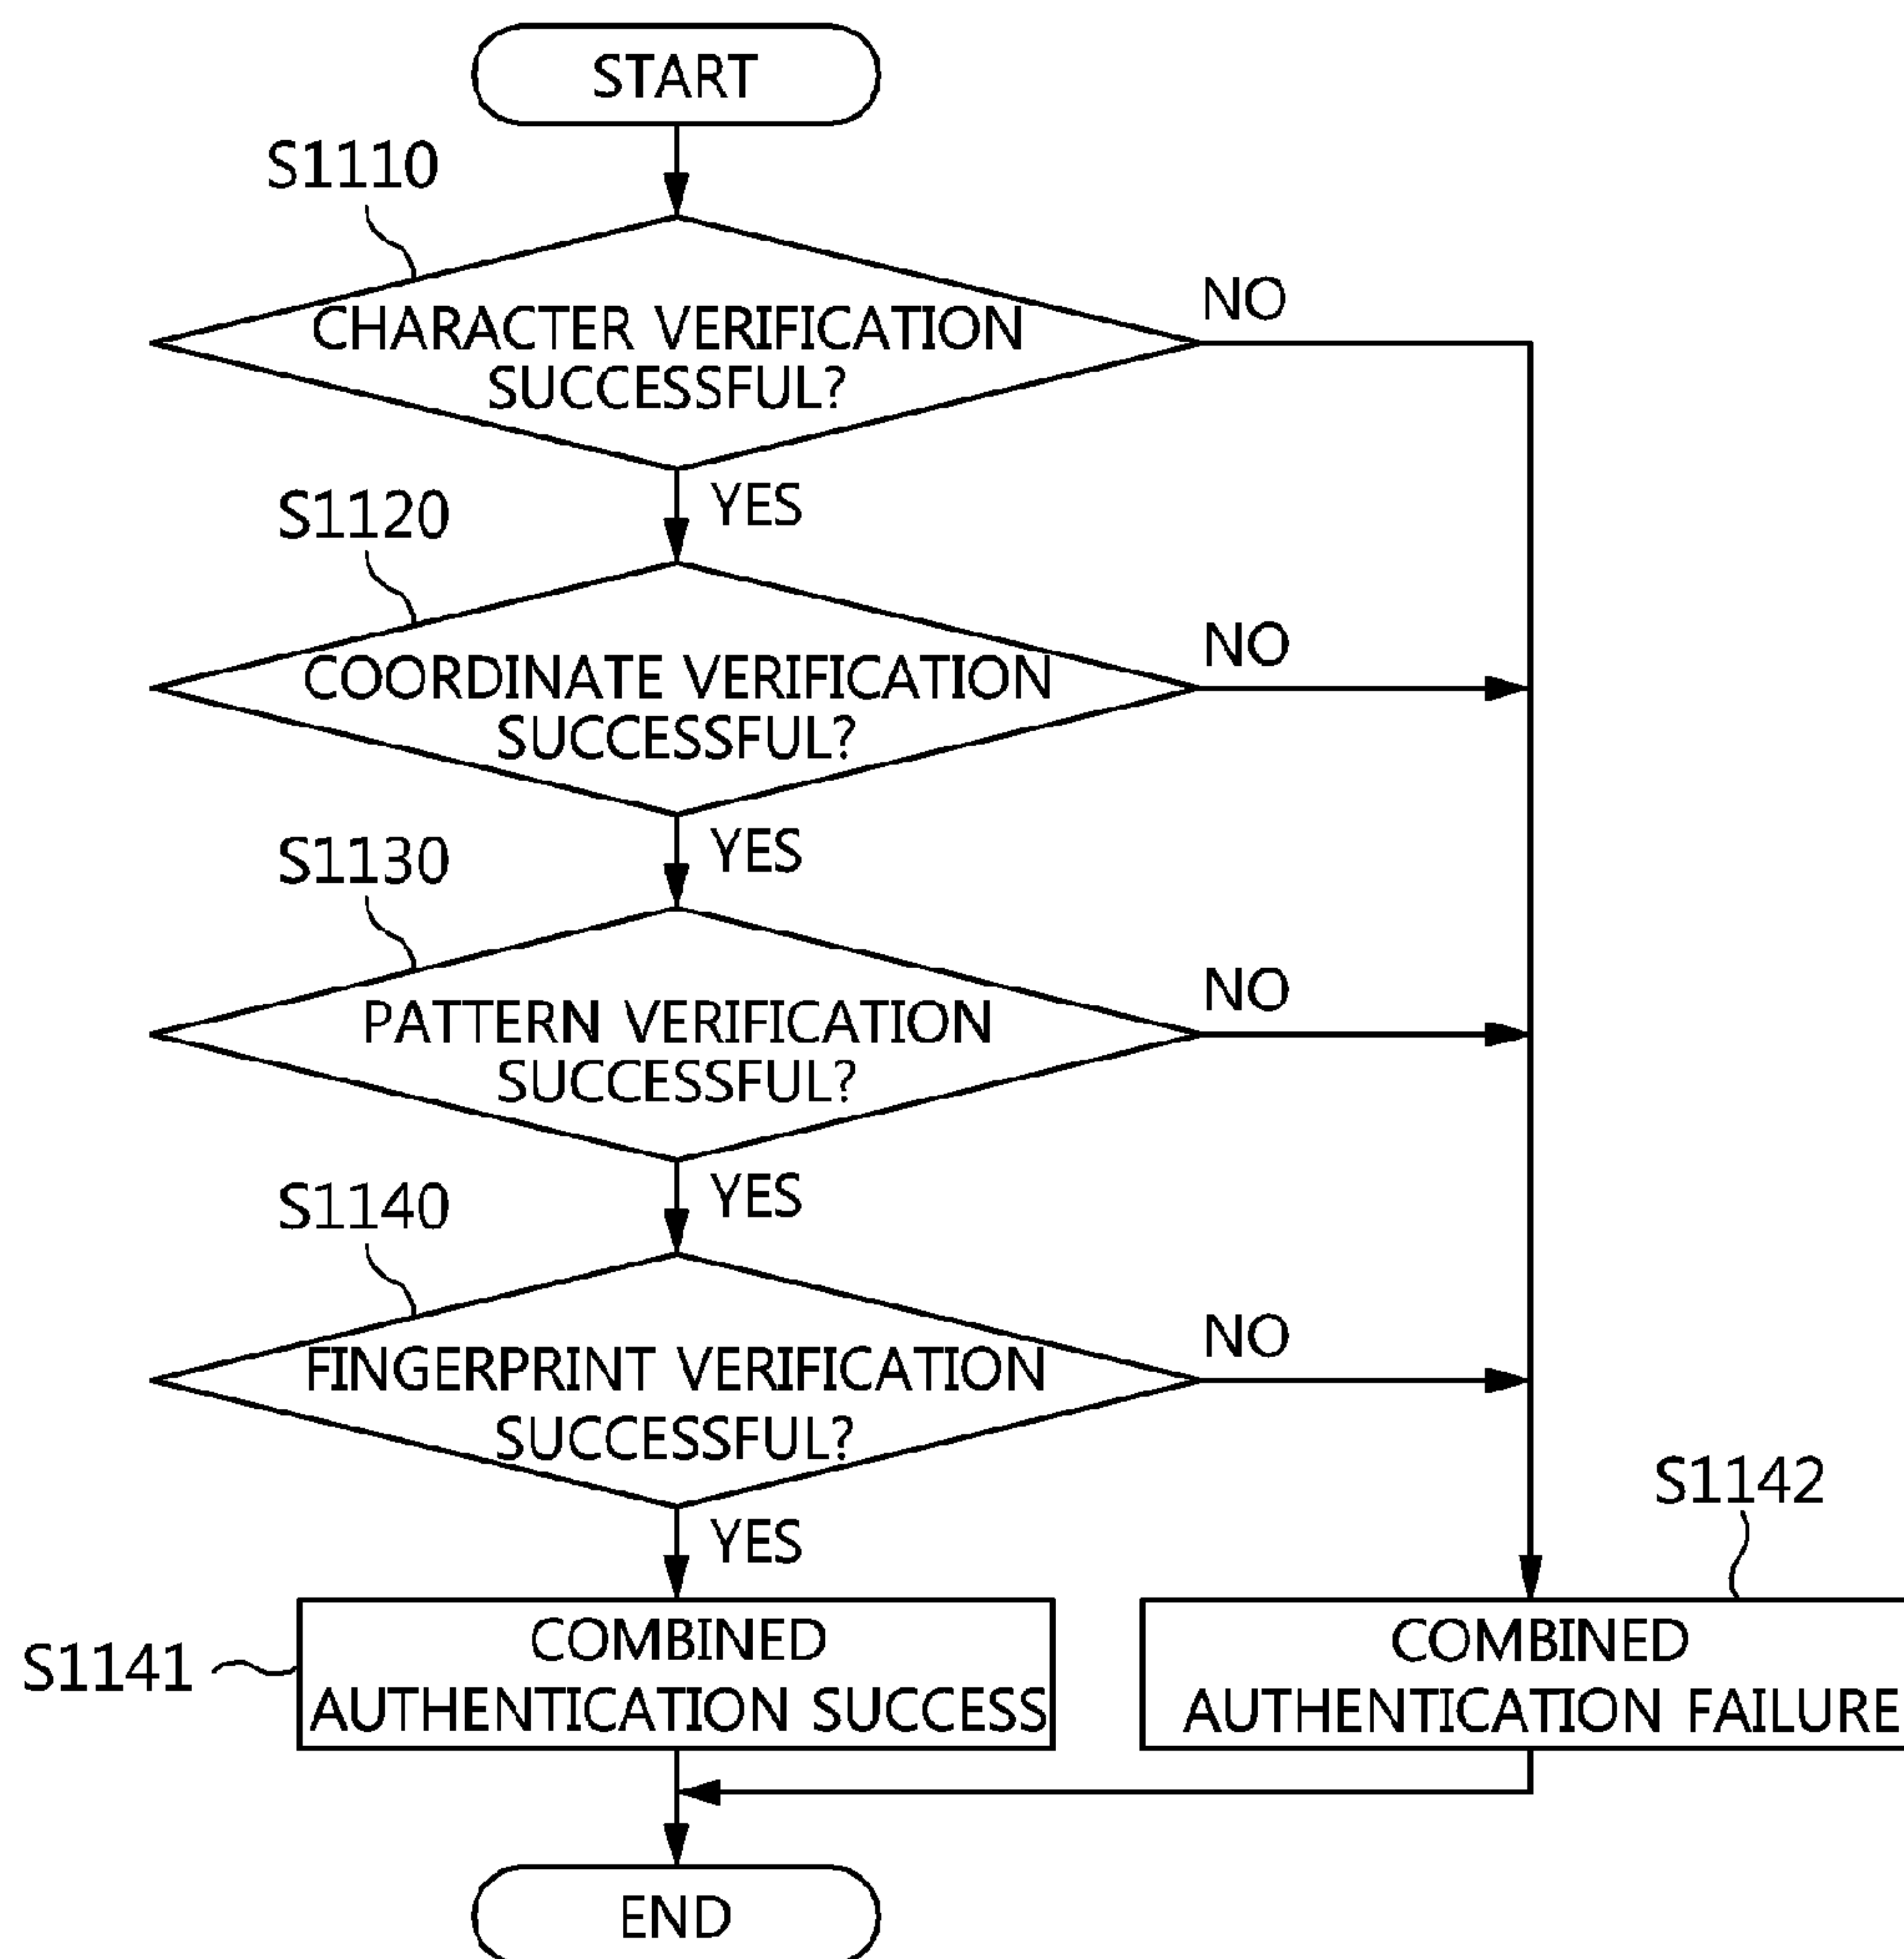 START
S1110
CHARACTER VERIFICATION
SUCCESSFUL?
NO
YES
S1120
COORDINATE VERIFICATION
SUCCESSFUL?
NO
YES
S1130
PATTERN VERIFICATION
SUCCESSFUL?
NO
YES
S1140
FINGERPRINT VERIFICATION
SUCCESSFUL?
NO
YES
S1141
COMBINED
AUTHENTICATION SUCCESS
S1142
COMBINED
AUTHENTICATION FAILURE
END